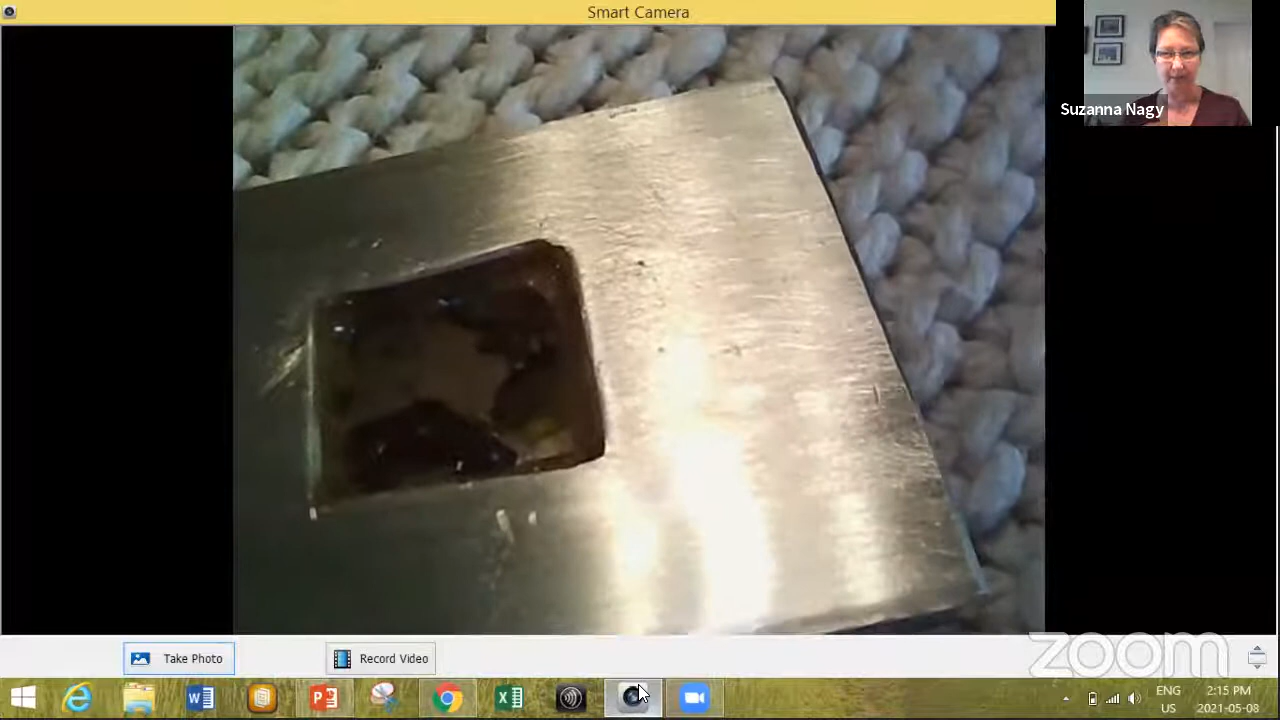 Smart Camera
Suzanna Nagy
Take Photo
Record Video
zoom
ENG
US
2:15 PM
2021-05-08